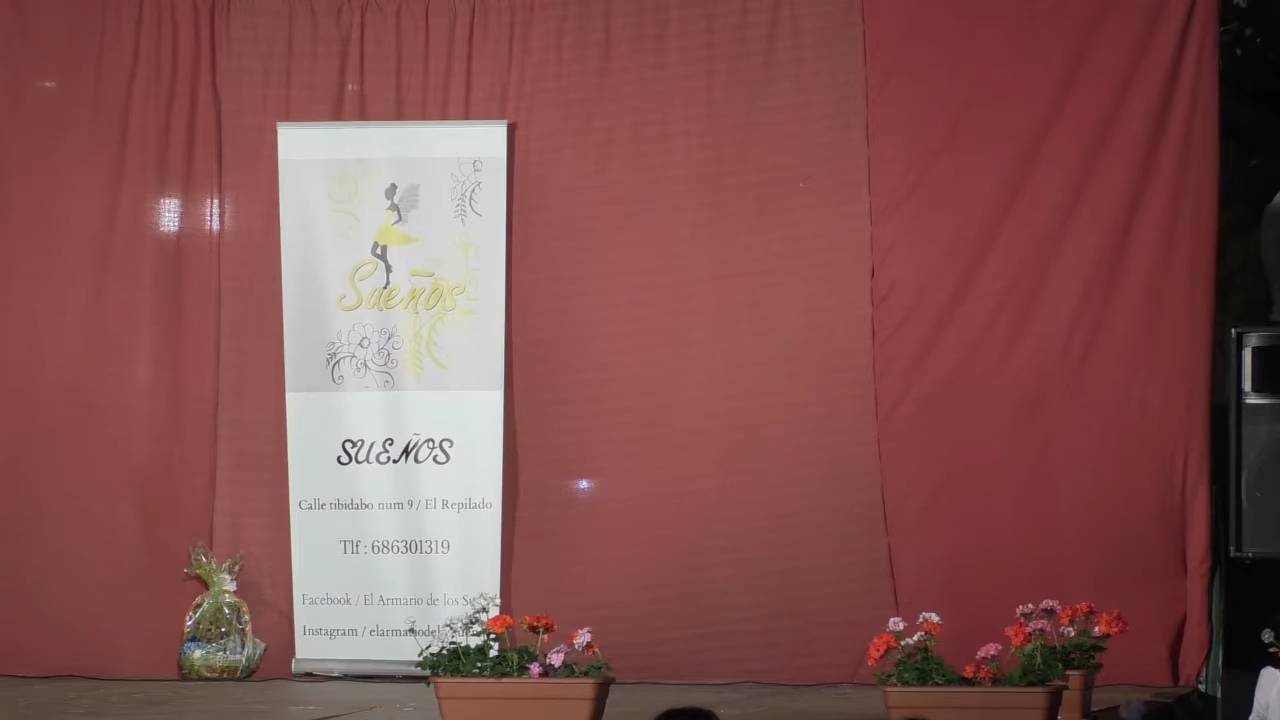 Sueños
SUEÑOS
Calle tibidabo num 9 / El Repilado
Tlf : 686301319
Facebook / El Armario de los
Instagram /